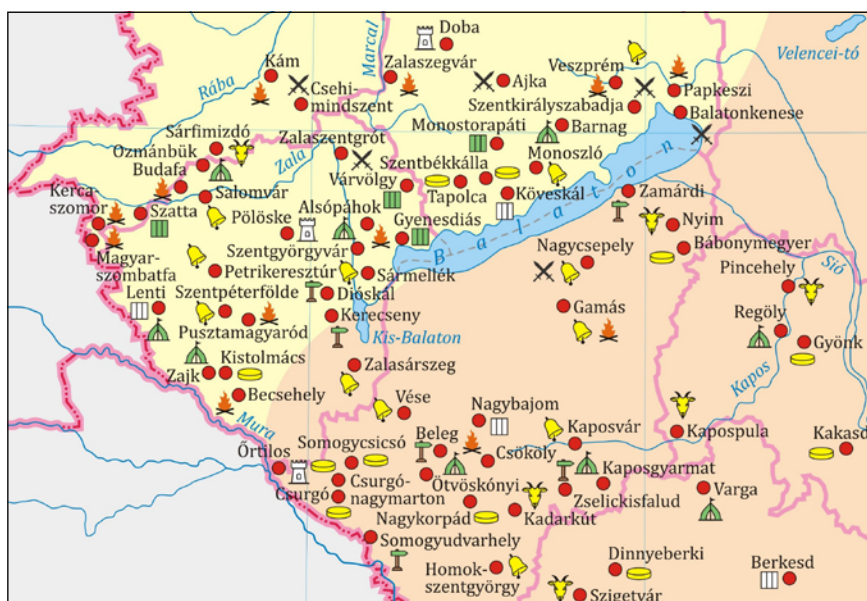 Doba
Velencei-tó
Kám
Rába
Marcal
Zalaszegvár
Ajka
Veszprém
Papkeszi
Csehi-
mindszent
Szentkirályszabadja
Balatonkenese
Sárfimizdó
Zalaszentgrót
Monostorapáti
Barnag
Ozmánbük
Zala
Szentbékkálla
Monoszló
Budafa
Várvölgy
Tapolca
Köveskál
Balaton
Zamárdi
Kerca-
szomor
Szatta
Salomvár
Pölöske
Alsópáhok
Gyenesdiás
Nyim
Magyar-
szombatfa
Szentgyörgyvár
Nagycsepely
Bábonymegyer
Petrikeresztúr
Sármellék
Pincehely
Sió
Lenti
Szentpéterfölde
Dióskál
Gamás
Regöly
Kerecseny
Pusztamagyaród
Kis-Balaton
Gyönk
Kistolmács
Zalasárszeg
Kapos
Zajk
Becsehely
Vése
Nagybajom
Mura
Beleg
Kaposvár
Kapospula
Kakasd
Somogycsicsó
Csököly
Őrtilos
Kaposgyarmat
Csurgó
Csurgó-
nagymarton
Ötvöskónyi
Zselickisfalud
Varga
Nagykorpád
Kadarkút
Somogyudvarhely
Dinnyeberki
Berkesd
Homok-
szentgyörgy
Szigetvár